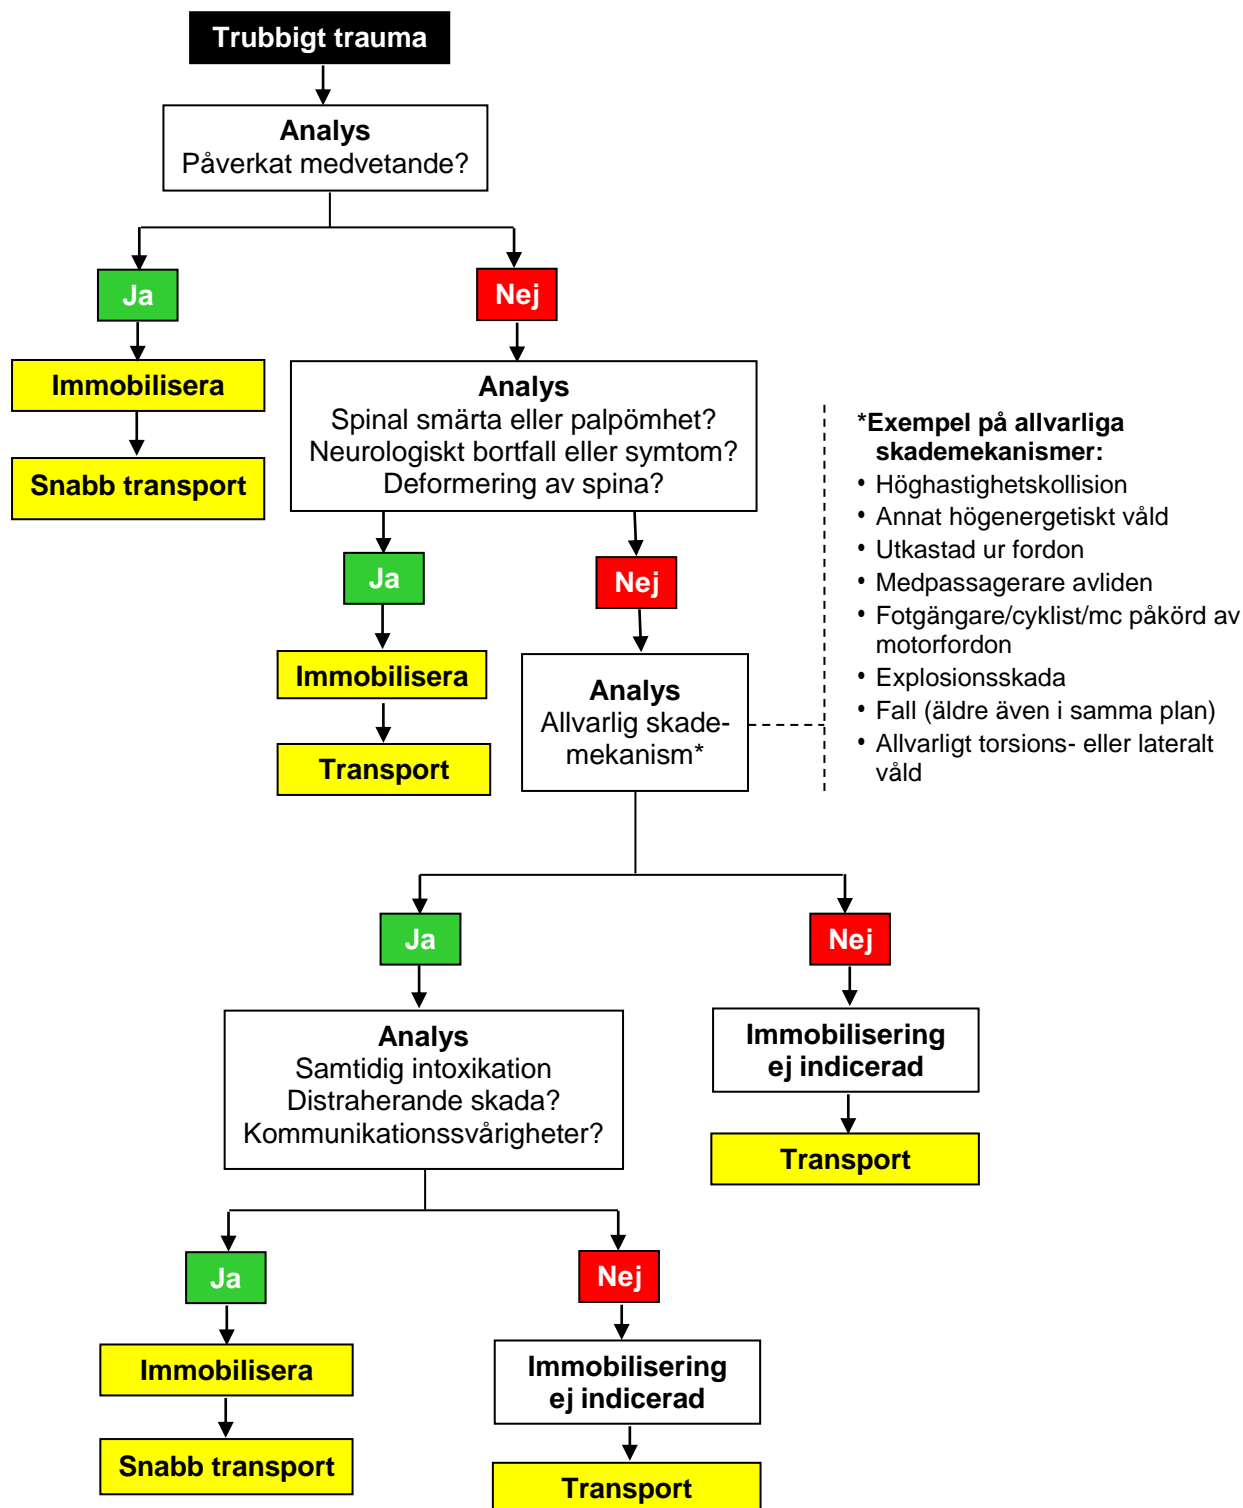 Trubbigt trauma
Analys
Påverkat medvetande?
Ja
Nej
Immobilisera
Snabb transport
Analys
Spinal smärta eller palpömhet?
Neurologiskt bortfall eller symtom?
Deformering av spina?
*Exempel på allvarliga
skademekanismer:
• Höghastighetskollision
• Annat högenergetiskt våld
• Utkastad ur fordon
• Medpassagerare avliden
• Fotgängare/cyklist/mc påkörd av
motorfordon
• Explosionsskada
• Fall (äldre även i samma plan)
• Allvarligt torsions- eller lateralt
våld
Ja
Nej
Immobilisera
Transport
Analys
Allvarlig skade-
mekanism*
Ja
Nej
Analys
Samtidig intoxikation
Distraherande skada?
Kommunikationssvårigheter?
Immobilisering
ej indicerad
Transport
Ja
Nej
Immobilisera
Snabb transport
Immobilisering
ej indicerad
Transport